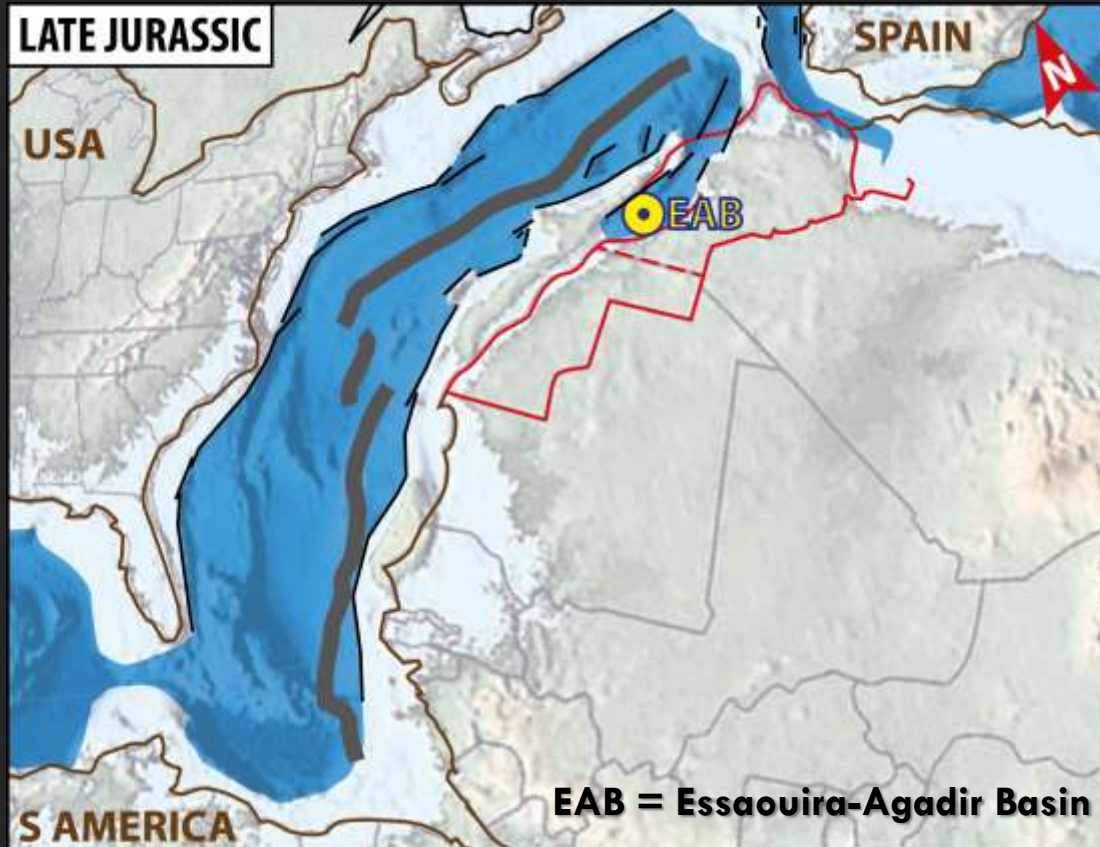 LATE JURASSIC
SPAIN
N
USA
EAB
EAB = Essaouira-Agadir Basin
S AMERICA